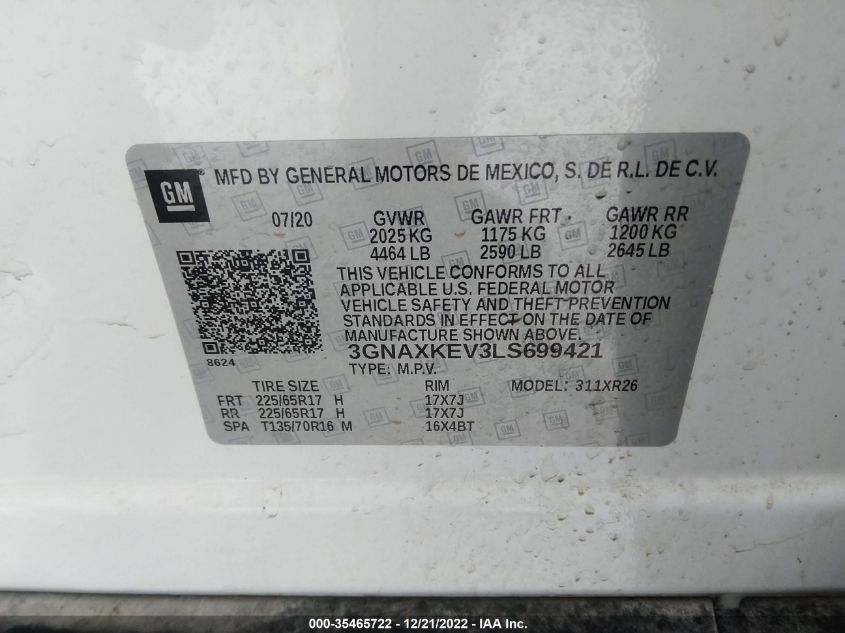 GM MFD BY GENERAL MOTORS DE MEXICO, S. DE R.L. DE C.V.
07/20 GVWR GAWR FRT GAWR RR
2025 KG 1175 KG 1200 KG
4464 LB 2590 LB 2645 LB
THIS VEHICLE CONFORMS TO ALL
APPLICABLE U.S. FEDERAL MOTOR
VEHICLE SAFETY AND THEFT PREVENTION
STANDARDS IN EFFECT ON THE DATE OF
MANUFACTURE SHOWN ABOVE.
8624 3GNAXKEV3LS699421
TYPE: M.P.V.
TIRE SIZE RIM MODEL: 311XR26
FRT 225/65R17 H 17X7J
RR 225/65R17 H 17X7J
SPA T135/70R16 M 16X4BT
000-35465722 - 12/21/2022 - IAA Inc.